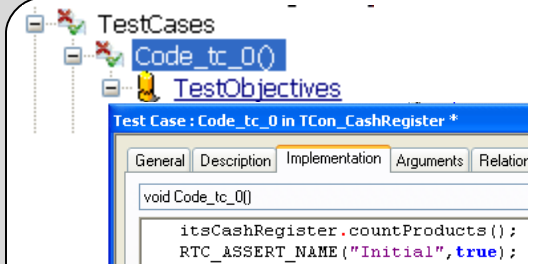 TestCases
Code_tc_0()
TestObjectives
Test Case : Code_tc_0 in TCon_CashRegister *
General Description Implementation Arguments Relation
void Code_tc_0()
itsCashRegister.countProducts();
RTC_ASSERT_NAME("Initial",true);